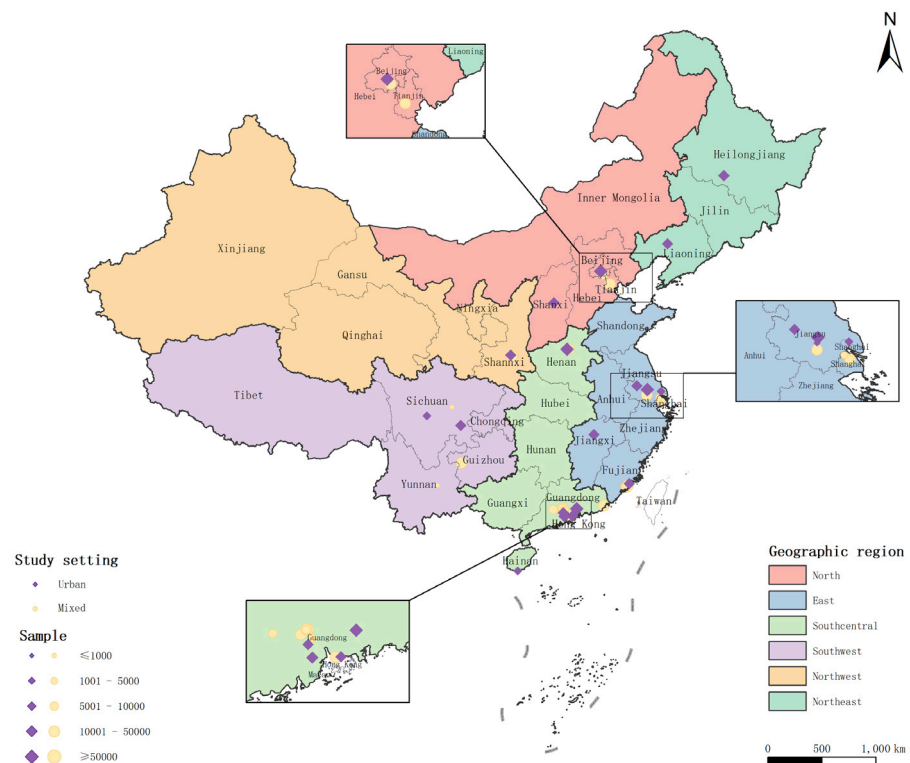 N
Liaoning
Beijing
Hebei
Tianjin
Heilongjiang
Jilin
Liaoning
Inner Mongolia
Xinjiang
Gansu
Beijing
Tianjin
Hebei
Shanxi
Ningxia
Qinghai
Shannxi
Shandong
Henan
Jiangsu
Anhui
Shanghai
Tibet
Sichuan
Chongqing
Hubei
Zhejiang
Hunan
Jiangxi
Guizhou
Fujian
Yunnan
Guangxi
Guangdong
Taiwan
Hong Kong
Hainan
Jiangsu
Shanghai
Anhui
Shanghai
Zhejiang
Guangdong
Hong Kong
Study setting
Urban
Mixed
Sample
≤1000
1001 - 5000
5001 - 10000
10001 - 50000
≥50000
Geographic region
North
East
Southcentral
Southwest
Northwest
Northeast
0 500 1,000 km